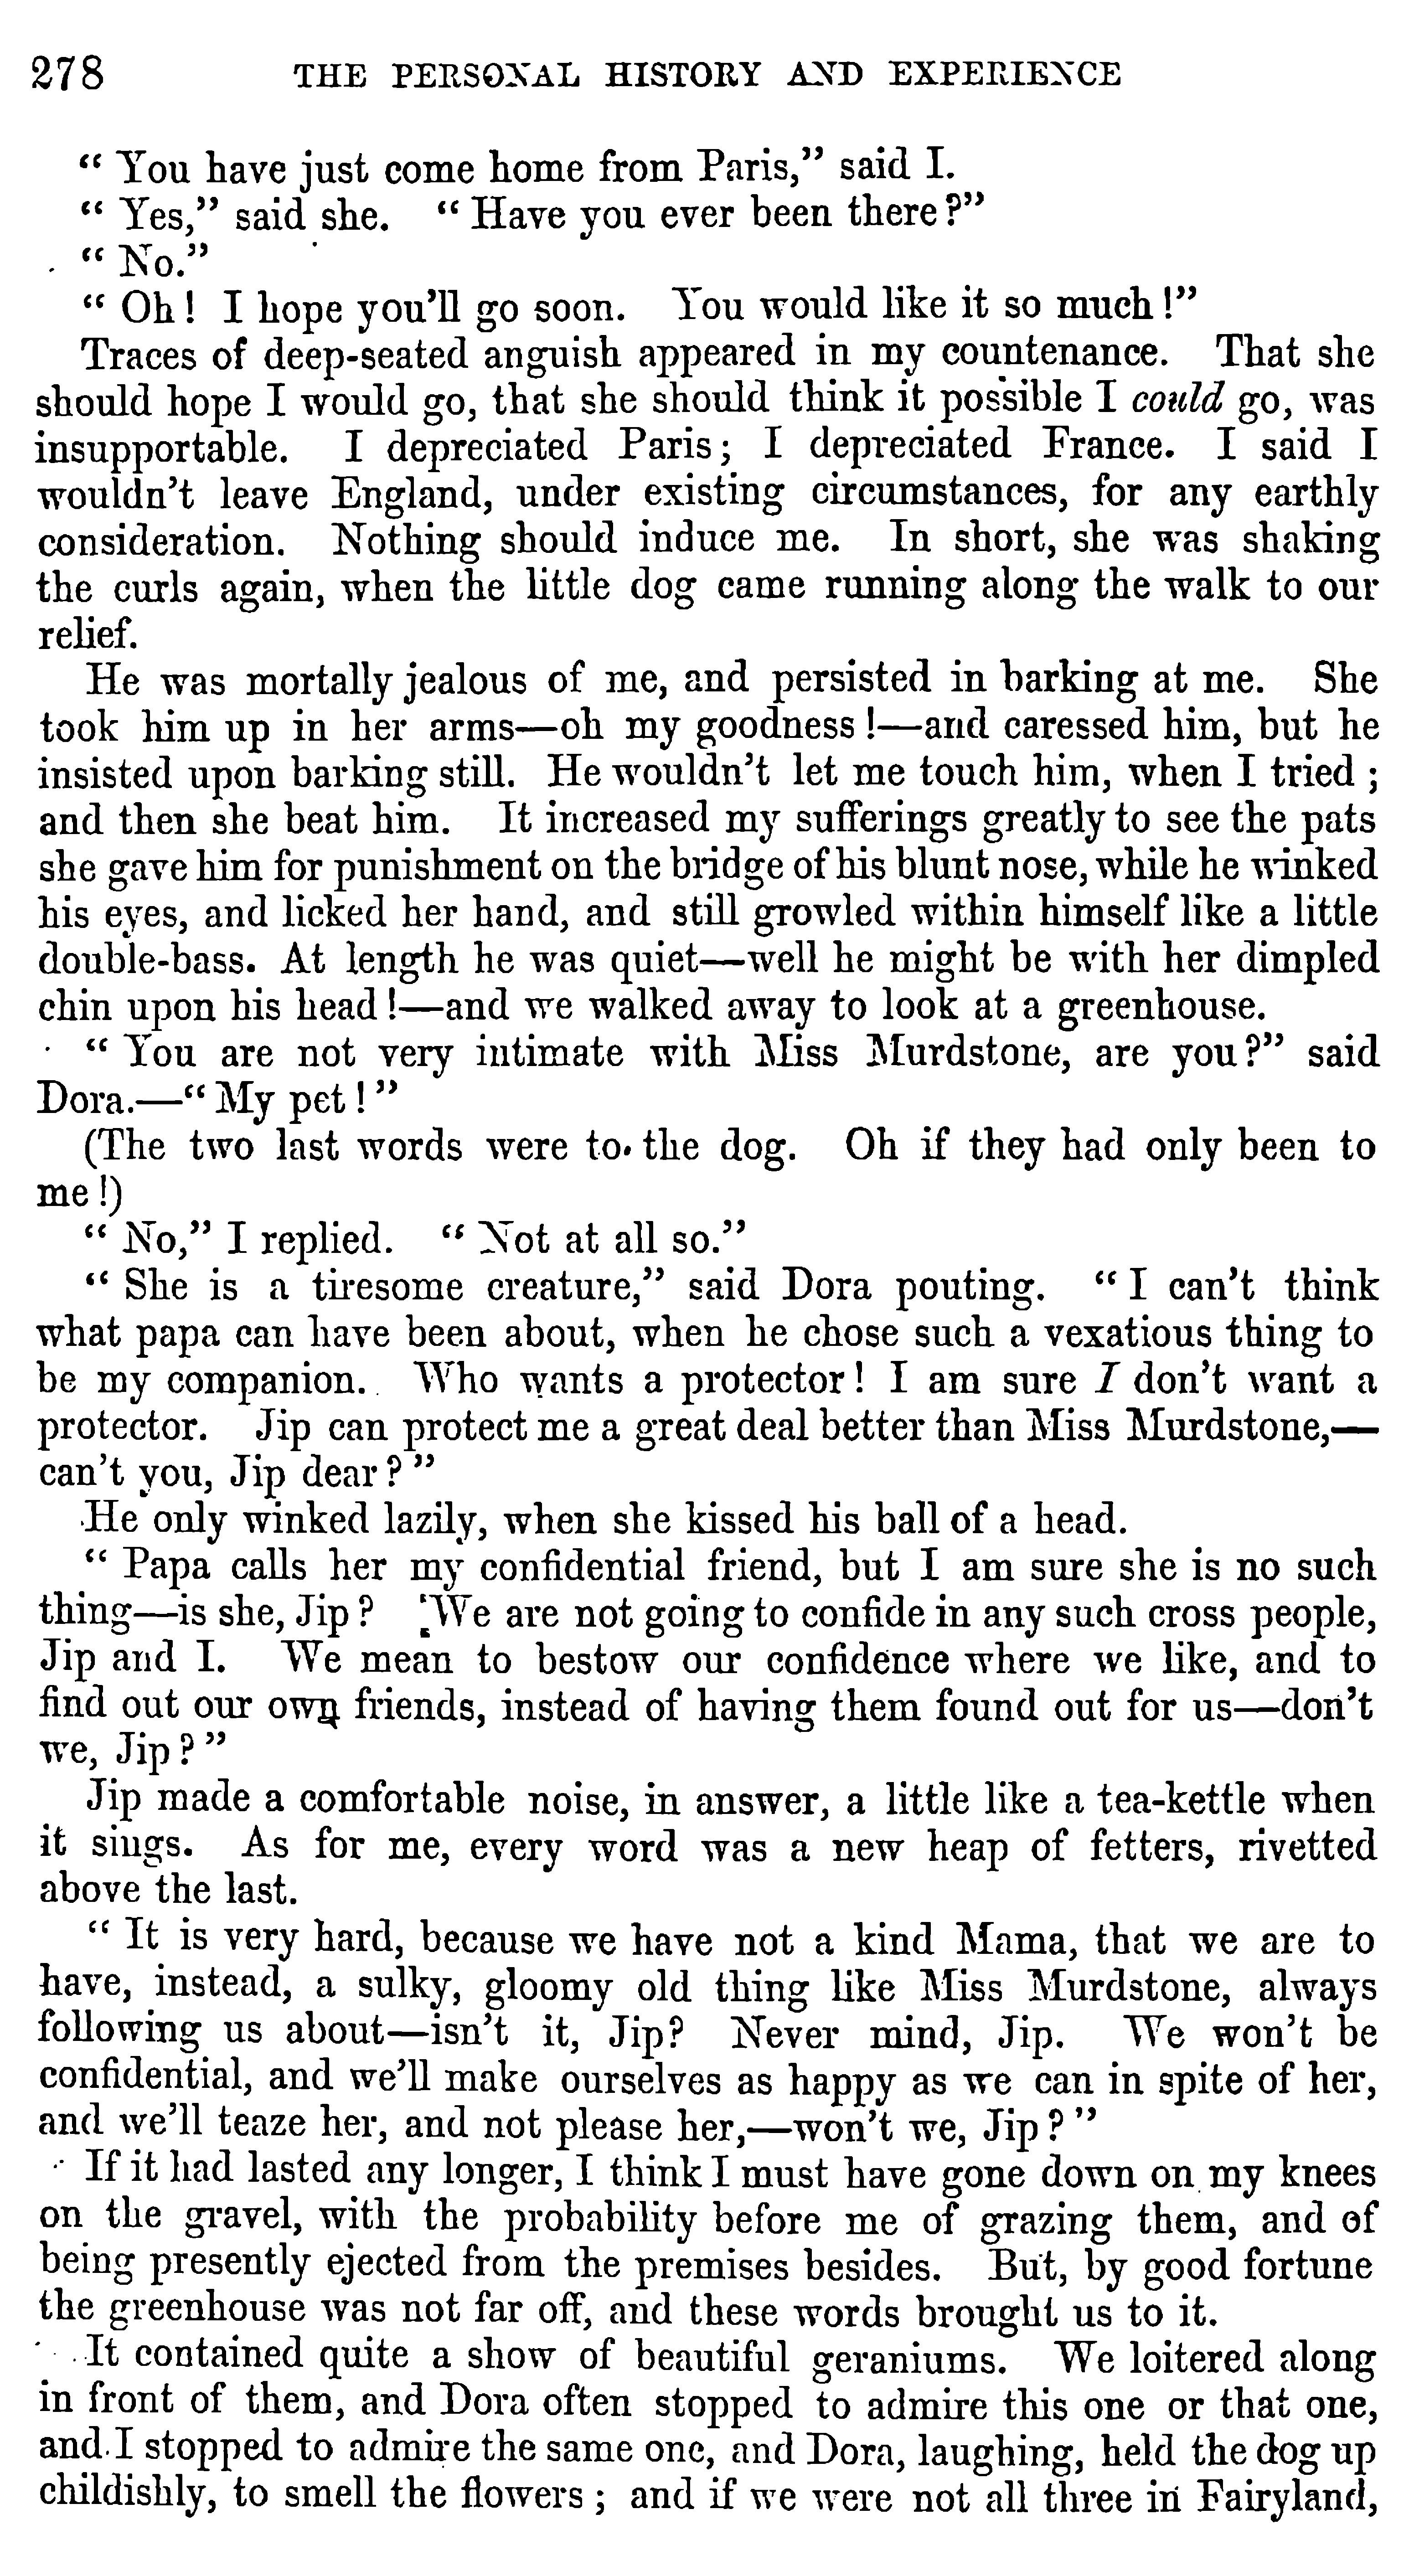 278 THE PERSONAL HISTORY AND EXPERIENCE
“ You have just come home from Paris,” said I.
“ Yes,” said she. “ Have you ever been there ?”
“ No.”
“ Oh ! I hope you’ll go soon. You would like it so much !”
Traces of deep-seated anguish appeared in my countenance. That she
should hope I would go, that she should think it possible I could go, was
insupportable. I depreciated Paris ; I depreciated France. I said I
wouldn’t leave England, under existing circumstances, for any earthly
consideration. Nothing should induce me. In short, she was shaking
the curls again, when the little dog came running along the walk to our
relief.
He was mortally jealous of me, and persisted in barking at me. She
took him up in her arms—oh my goodness !—and caressed him, but he
insisted upon barking still. He wouldn’t let me touch him, when I tried ;
and then she beat him. It increased my sufferings greatly to see the pats
she gave him for punishment on the bridge of his blunt nose, while he winked
his eyes, and licked her hand, and still growled within himself like a little
double-bass. At length he was quiet—well he might be with her dimpled
chin upon his head !—and we walked away to look at a greenhouse.
“ You are not very intimate with Miss Murdstone, are you ?” said
Dora.—“ My pet ! ”
(The two last words were to the dog. Oh if they had only been to
me !)
“ No,” I replied. “ Not at all so.”
“ She is a tiresome creature,” said Dora pouting. “ I can’t think
what papa can have been about, when he chose such a vexatious thing to
be my companion. Who wants a protector ! I am sure I don’t want a
protector. Jip can protect me a great deal better than Miss Murdstone,—
can’t you, Jip dear ? ”
He only winked lazily, when she kissed his ball of a head.
“ Papa calls her my confidential friend, but I am sure she is no such
thing—is she, Jip ? We are not going to confide in any such cross people,
Jip and I. We mean to bestow our confidence where we like, and to
find out our own friends, instead of having them found out for us—don’t
we, Jip ? ”
Jip made a comfortable noise, in answer, a little like a tea-kettle when
it sings. As for me, every word was a new heap of fetters, rivetted
above the last.
“ It is very hard, because we have not a kind Mama, that we are to
have, instead, a sulky, gloomy old thing like Miss Murdstone, always
following us about—isn’t it, Jip ? Never mind, Jip. We won’t be
confidential, and we’ll make ourselves as happy as we can in spite of her,
and we’ll teaze her, and not please her,—won’t we, Jip ? ”
If it had lasted any longer, I think I must have gone down on my knees
on the gravel, with the probability before me of grazing them, and of
being presently ejected from the premises besides. But, by good fortune
the greenhouse was not far off, and these words brought us to it.
It contained quite a show of beautiful geraniums. We loitered along
in front of them, and Dora often stopped to admire this one or that one,
and I stopped to admire the same one, and Dora, laughing, held the dog up
childishly, to smell the flowers ; and if we were not all three in Fairyland,